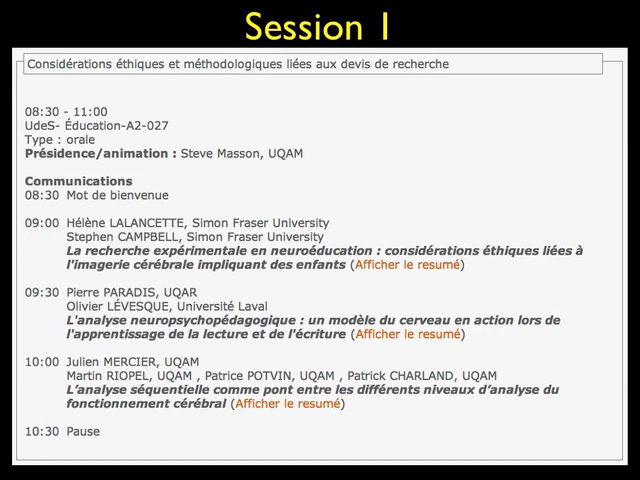 Session 1
Considérations éthiques et méthodologiques liées aux devis de recherche
08:30 - 11:00
UdeS- Éducation-A2-027
Type : orale
Présidence/animation : Steve Masson, UQAM
Communications
08:30 Mot de bienvenue
09:00 Hélène LALANCETTE, Simon Fraser University
Stephen CAMPBELL, Simon Fraser University
La recherche expérimentale en neuroéducation : considérations éthiques liées à
l'imagerie cérébrale impliquant des enfants (Afficher le resumé)
09:30 Pierre PARADIS, UQAR
Olivier LÉVESQUE, Université Laval
L'analyse neuropsychopédagogique : un modèle du cerveau en action lors de
l'apprentissage de la lecture et de l'écriture (Afficher le resumé)
10:00 Julien MERCIER, UQAM
Martin RIOPEL, UQAM , Patrice POTVIN, UQAM , Patrick CHARLAND, UQAM
L’analyse séquentielle comme pont entre les différents niveaux d’analyse du
fonctionnement cérébral (Afficher le resumé)
10:30 Pause